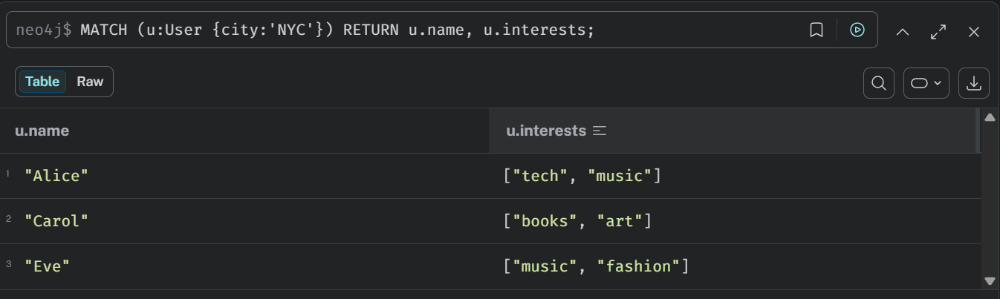 neo4j$ MATCH (u:User {city:'NYC'}) RETURN u.name, u.interests;
Table Raw
u.name u.interests
1 "Alice" ["tech", "music"]
2 "Carol" ["books", "art"]
3 "Eve" ["music", "fashion"]